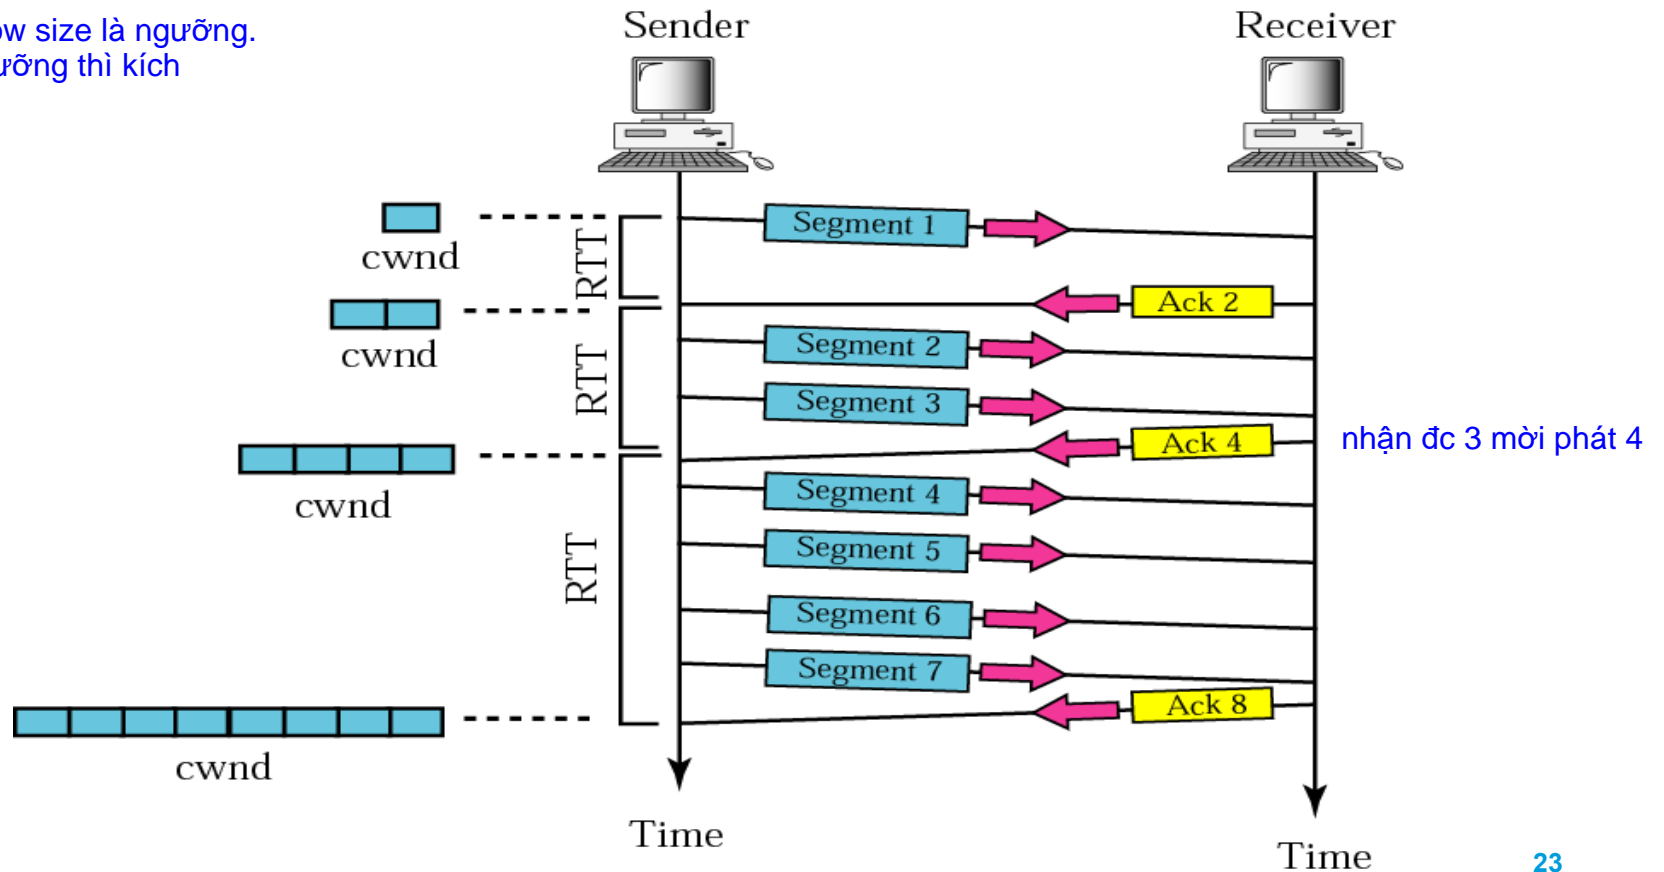 ow size là ngưỡng.
ưỡng thì kích
Sender
Receiver
cwnd
RTT
Segment 1
Ack 2
cwnd
RTT
Segment 2
Segment 3
Ack 4
nhận đc 3 mời phát 4
cwnd
RTT
Segment 4
Segment 5
Segment 6
Segment 7
Ack 8
cwnd
Time
Time
23